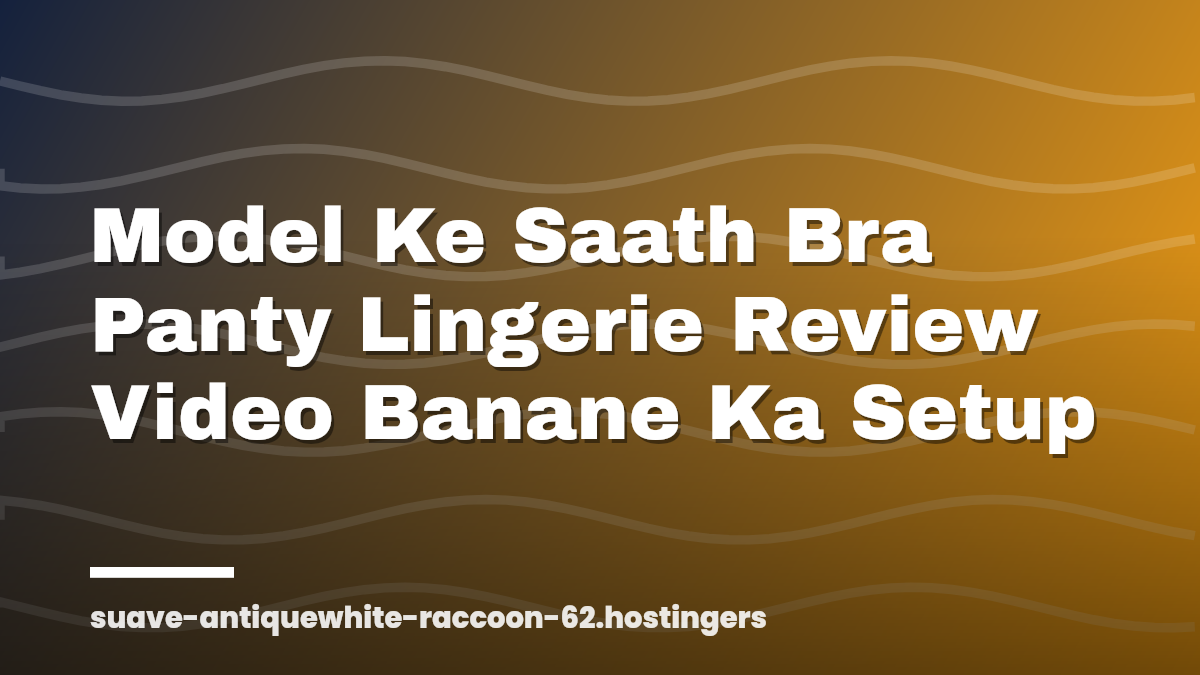 Model Ke Saath Bra
Panty Lingerie Review
Video Banane Ka Setup
suave-antiquewhite-raccoon-62.hostingers